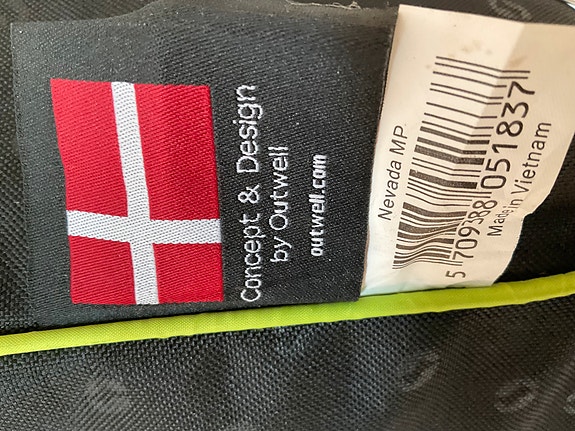 Concept & Design
by Outwell
outwell.com
Nevada MP
5 709388 051837
Made in Vietnam